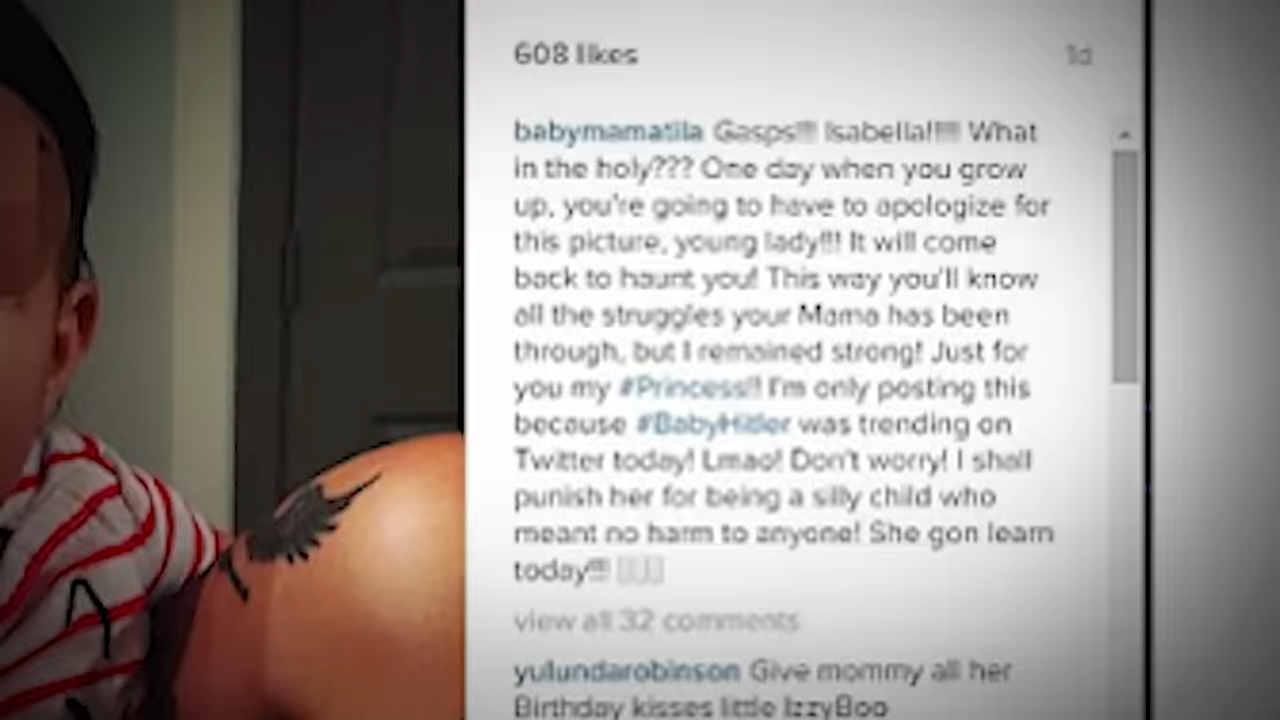 608 likes 1d
babymamatila Gasps!!! Isabella!!!!! What
in the holy??? One day when you grow
up, you're going to have to apologize for
this picture, young lady!!! It will come
back to haunt you! This way you'll know
all the struggles your Mama has been
through, but I remained strong! Just for
you my #Princess!! I'm only posting this
because #BabyHitler was trending on
Twitter today! Lmao! Don't worry! I shall
punish her for being a silly child who
meant no harm to anyone! She gon learn
today!!!
view all 32 comments
yulundarobinson Give mommy all her
Birthday kisses little IzzyBoo